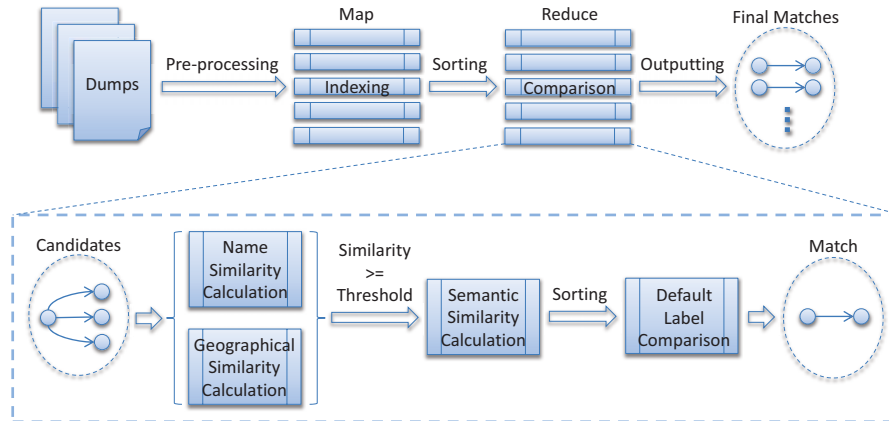 Map
Reduce
Final Matches
Dumps
Pre-processing
Indexing
Sorting
Comparison
Outputting
Candidates
Name
Similarity
Calculation
Geographical
Similarity
Calculation
Similarity
>=
Threshold
Semantic
Similarity
Calculation
Sorting
Default
Label
Comparison
Match